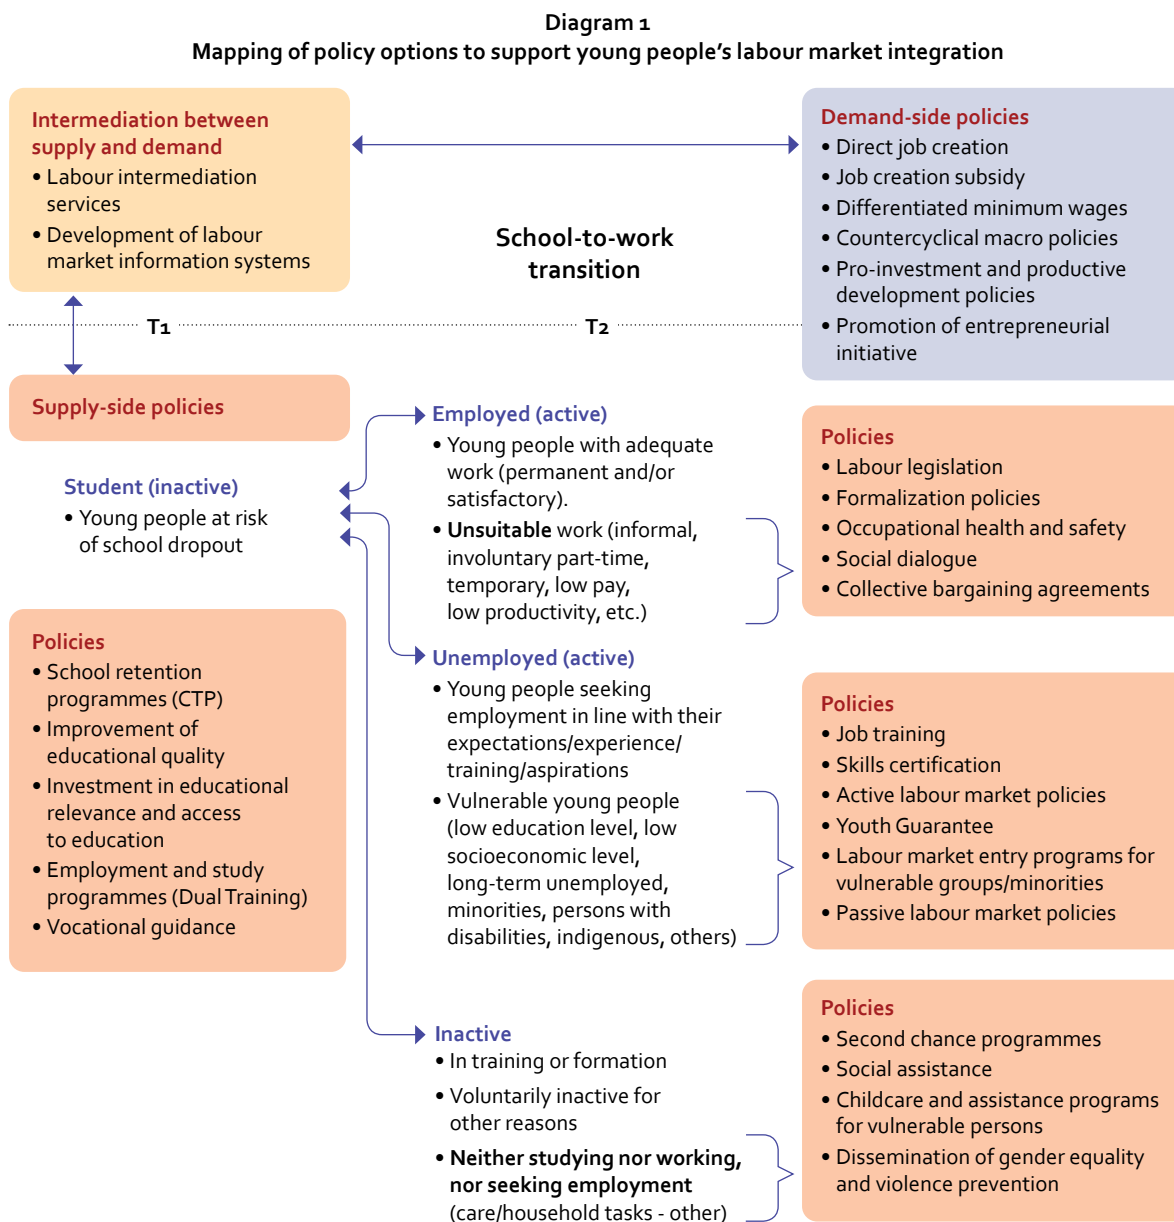 Diagram 1
Mapping of policy options to support young people's labour market integration
Intermediation between
supply and demand
• Labour intermediation
services
• Development of labour
market information systems
Demand-side policies
• Direct job creation
• Job creation subsidy
• Differentiated minimum wages
• Countercyclical macro policies
• Pro-investment and productive
development policies
• Promotion of entrepreneurial
initiative
School-to-work
transition
T1
T2
Supply-side policies
Student (inactive)
• Young people at risk
of school dropout
Policies
• School retention
programmes (CTP)
• Improvement of
educational quality
• Investment in educational
relevance and access
to education
• Employment and study
programmes (Dual Training)
• Vocational guidance
Employed (active)
• Young people with adequate
work (permanent and/or
satisfactory).
• Unsuitable work (informal,
involuntary part-time,
temporary, low pay,
low productivity, etc.)
Policies
• Labour legislation
• Formalization policies
• Occupational health and safety
• Social dialogue
• Collective bargaining agreements
Unemployed (active)
• Young people seeking
employment in line with their
expectations/experience/
training/aspirations
• Vulnerable young people
(low education level, low
socioeconomic level,
long-term unemployed,
minorities, persons with
disabilities, indigenous, others)
Policies
• Job training
• Skills certification
• Active labour market policies
• Youth Guarantee
• Labour market entry programs for
vulnerable groups/minorities
• Passive labour market policies
Inactive
• In training or formation
• Voluntarily inactive for
other reasons
• Neither studying nor working,
nor seeking employment
(care/household tasks - other)
Policies
• Second chance programmes
• Social assistance
• Childcare and assistance programs
for vulnerable persons
• Dissemination of gender equality
and violence prevention